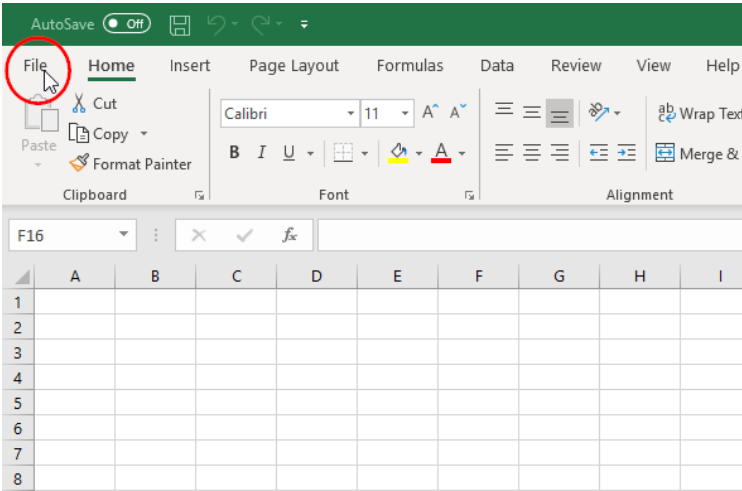 AutoSave Off
File Home Insert Page Layout Formulas Data Review View Help
Cut
Copy
Paste
Format Painter
Clipboard
Calibri 11 A A
B I U A
Font
ab Wrap Text
Merge &
Alignment
F16 fx
A B C D E F G H I
1
2
3
4
5
6
7
8